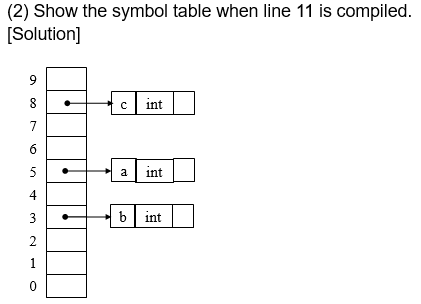 (2) Show the symbol table when line 11 is compiled.
[Solution]
9
8 c int
7
6
5 a int
4
3 b int
2
1
0